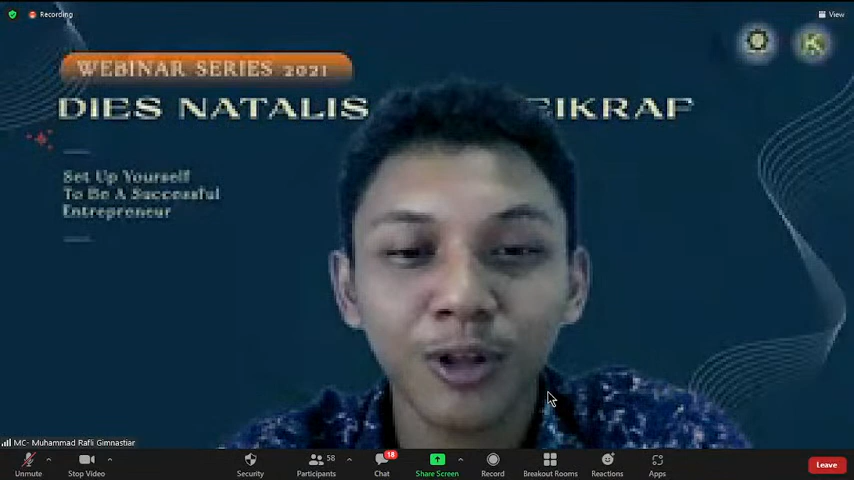 Recording
View
WEBINAR SERIES 2021
DIES NATALIS
Set Up Yourself
To Be A Successful
Entrepreneur
MC- Muhammad Rafli Gimnastiar
Unmute
Stop Video
Security
Participants
58
Chat
18
Share Screen
Record
Breakout Rooms
Reactions
Apps
Leave